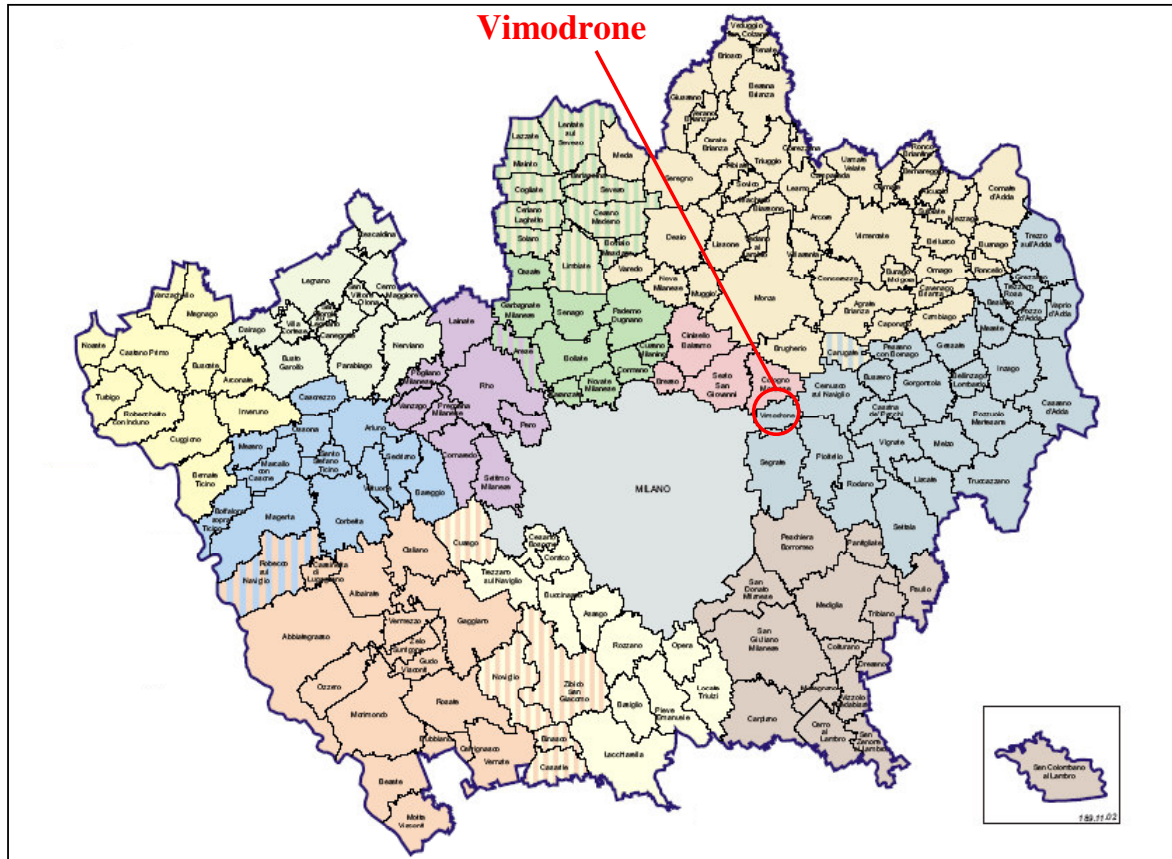 Vimodrone
Veduggio
con Colzano
Renate
Briosco
Besana
Brianza
Giussano
Verano
Brianza
Carate
Brianza
Lentate
sul
Seveso
Lazzate
Meda
Misinto
Barlassina
Seregno
Albiate
Triuggio
Sovico
Macherio
Biassono
Lesmo
Camparada
Usmate
Velate
Ronco
Briantino
Bernareggio
Carnate
Aicurzio
Sulbiate
Mezzago
Cornate
d'Adda
Cogliate
Seveso
Ceriano
Laghetto
Cesano
Maderno
Solaro
Bovisio
Limbiate
Varedo
Desio
Lissone
Vedano
al
Lambro
Arcore
Villasanta
Vimercate
Bellusco
Busnago
Trezzo
sull'Adda
Roncello
Ornago
Burago
Molgora
Cavenago
Brianza
Concorezzo
Agrate
Brianza
Caponago
Cambiago
Basiano
Trezzano
Rosa
Pozzo
d'Adda
Vaprio
d'Adda
Masate
Cesate
Nova
Milanese
Muggiò
Monza
Rescaldina
Legnano
San
Vittore
Olona
Cerro
Maggiore
San
Giorgio
su
Legnano
Villa
Cortese
Canegrate
Dairago
Busto
Garolfo
Parabiago
Nerviano
Vanzaghello
Magnago
Nosate
Castano Primo
Buscate
Arconate
Turbigo
Robecchetto
con Induno
Inveruno
Cuggiono
Bernate
Ticino
Lainate
Garbagnate
Milanese
Senago
Paderno
Dugnano
Arese
Bollate
Cusano
Milanino
Cormano
Novate
Milanese
Baranzate
Cinisello
Balsamo
Bresso
Sesto
San
Giovanni
Brugherio
Cologno
Monzese
Vimodrone
Carugate
Cernusco
sul Naviglio
Pessano
con Bornago
Bussero
Gessate
Gorgonzola
Bellinzago
Lombardo
Inzago
Cassano
d'Adda
Cassina
de' Pecchi
Pozzuolo
Martesana
Vignate
Melzo
Segrate
Pioltello
Rodano
Liscate
Truccazzano
Settala
Pogliano
Milanese
Rho
Vanzago
Pregnana
Milanese
Pero
Cornaredo
Settimo
Milanese
Casorezzo
Ossona
Arluno
Mesero
Marcallo
con
Casone
Santo
Stefano
Ticino
Sedriano
Vittuone
Bareggio
Boffalora
sopra
Ticino
Magenta
Corbetta
MILANO
Robecco
sul
Naviglio
Cassinetta
di
Lugagnano
Cisliano
Cusago
Albairate
Cesano
Boscone
Corsico
Trezzano
sul Naviglio
Buccinasco
Assago
Peschiera
Borromeo
Pantigliate
San
Donato
Milanese
Mediglia
Paullo
Tribiano
Abbiategrasso
Vermezzo
Gaggiano
Zelo
Surrigone
Gudo
Visconti
Rozzano
Opera
San
Giuliano
Milanese
Colturano
Dresano
Ozzero
Morimondo
Rosate
Noviglio
Zibido
San
Giacomo
Basiglio
Pieve
Emanuele
Locate
Triulzi
Melegnano
Vizzolo
Predabissi
Carpiano
Cerro
al
Lambro
San
Zenone
al Lambro
Bubbiano
Calvignasco
Vernate
Binasco
Casarile
Lacchiarella
Besate
Motta
Visconti
San Colombano
al Lambro
189.11.02